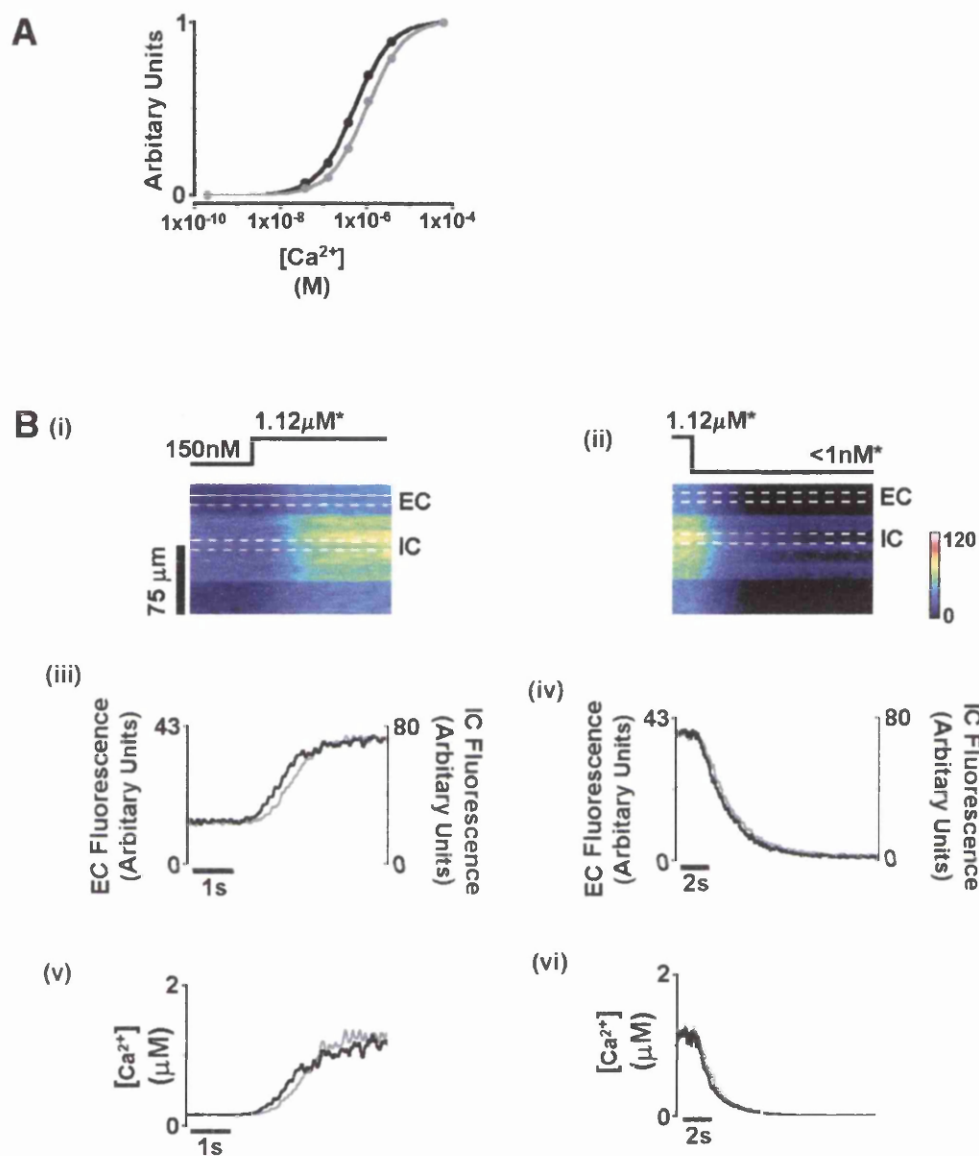 A
Arbitary Units
1
0
1x10-10
1x10-8
1x10-6
1x10-4
[Ca2+]
(M)
B (i)
150nM
1.12μM*
EC
IC
75 μm
(ii)
1.12μM*
<1nM*
EC
IC
120
0
(iii)
EC Fluorescence
(Arbitary Units)
43
0
80
0
IC Fluorescence
(Arbitary Units)
1s
(iv)
EC Fluorescence
(Arbitary Units)
43
0
80
0
IC Fluorescence
(Arbitary Units)
2s
(v)
[Ca2+]
(μM)
2
0
1s
(vi)
[Ca2+]
(μM)
2
0
2s